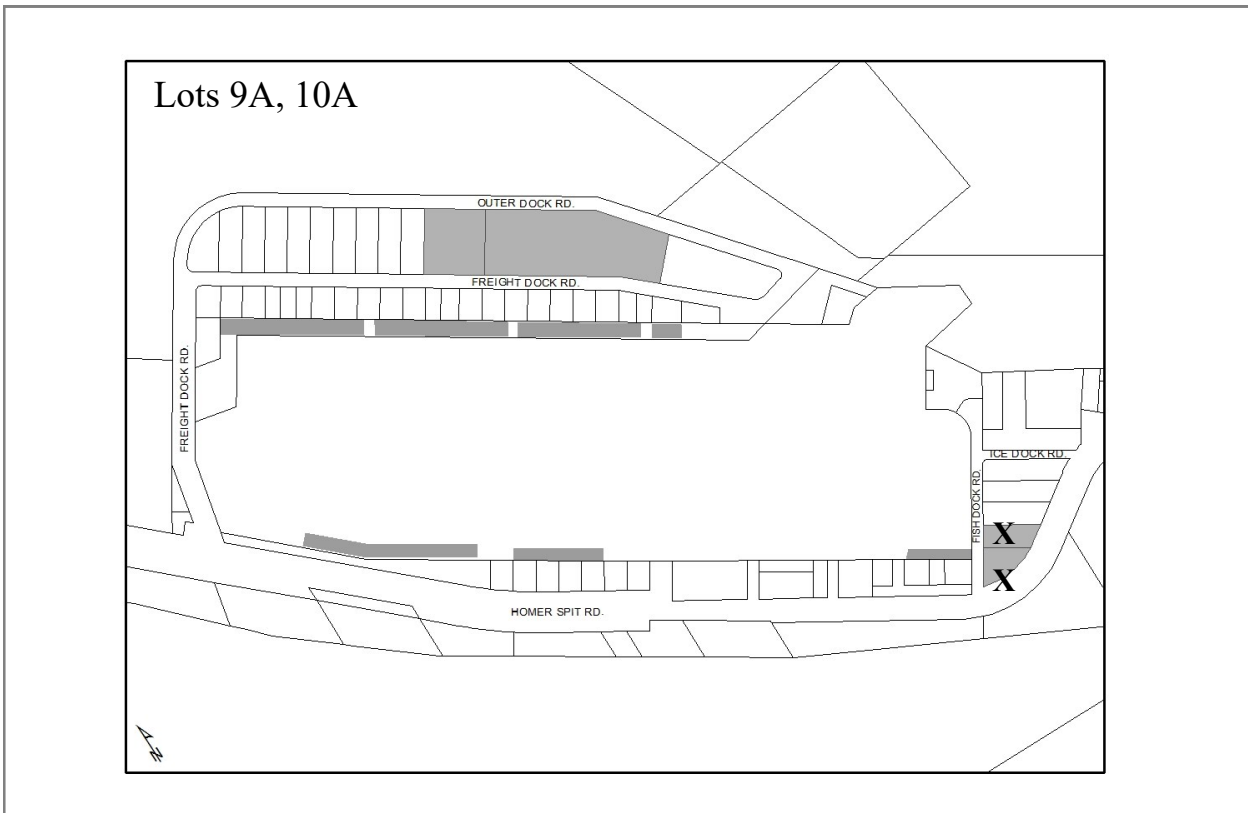 Lots 9A, 10A
OUTER DOCK RD.
FREIGHT DOCK RD.
FREIGHT DOCK RD.
ICE DOCK RD.
FISH DOCK RD.
X
X
HOMER SPIT RD.
N